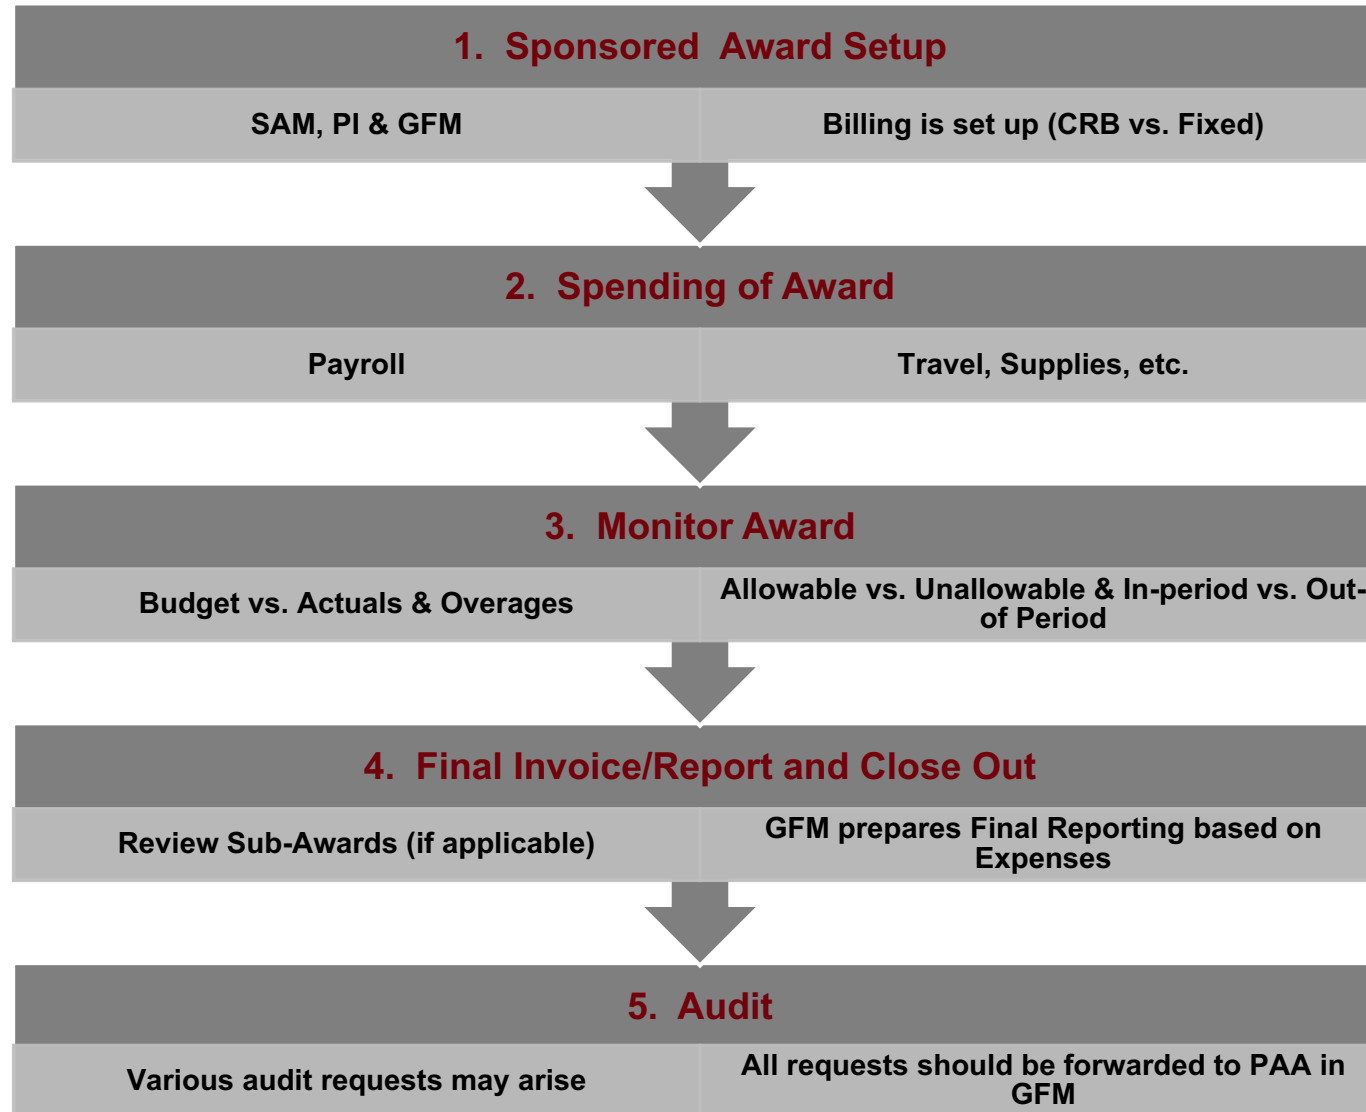 1. Sponsored Award Setup
SAM, PI & GFM
Billing is set up (CRB vs. Fixed)
2. Spending of Award
Payroll
Travel, Supplies, etc.
3. Monitor Award
Budget vs. Actuals & Overages
Allowable vs. Unallowable & In-period vs. Out-
of Period
4. Final Invoice/Report and Close Out
Review Sub-Awards (if applicable)
GFM prepares Final Reporting based on
Expenses
5. Audit
Various audit requests may arise
All requests should be forwarded to PAA in
GFM